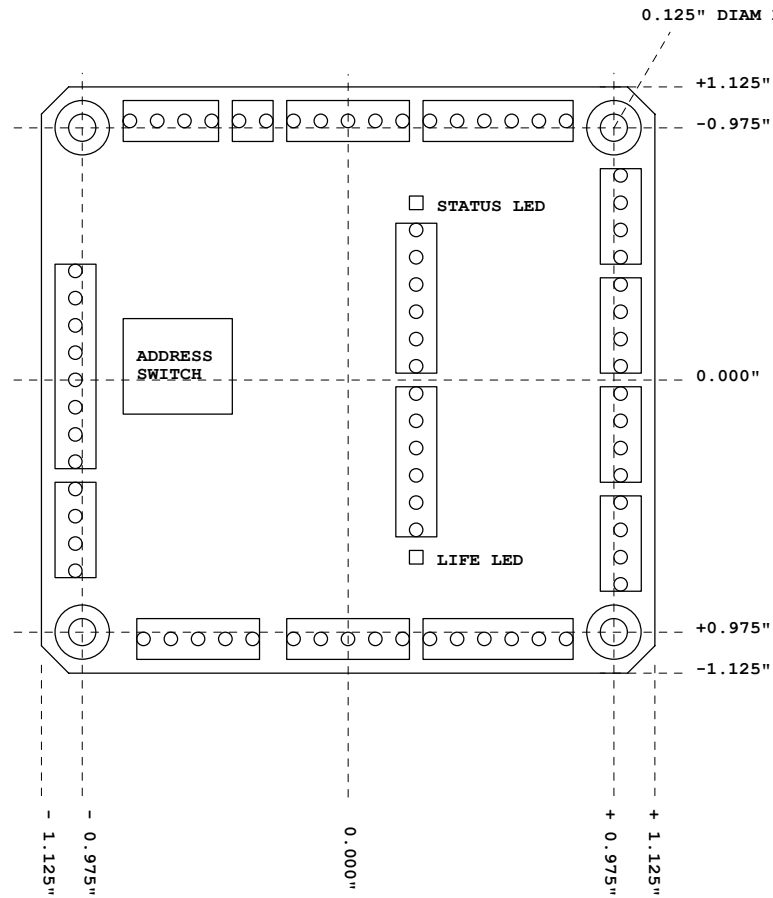 0.125" DIAM
+1.125"
-0.975"
STATUS LED
ADDRESS
SWITCH
0.000"
LIFE LED
+0.975"
-1.125"
- 1.125"
- 0.975"
0.000"
+ 0.975"
+ 1.125"